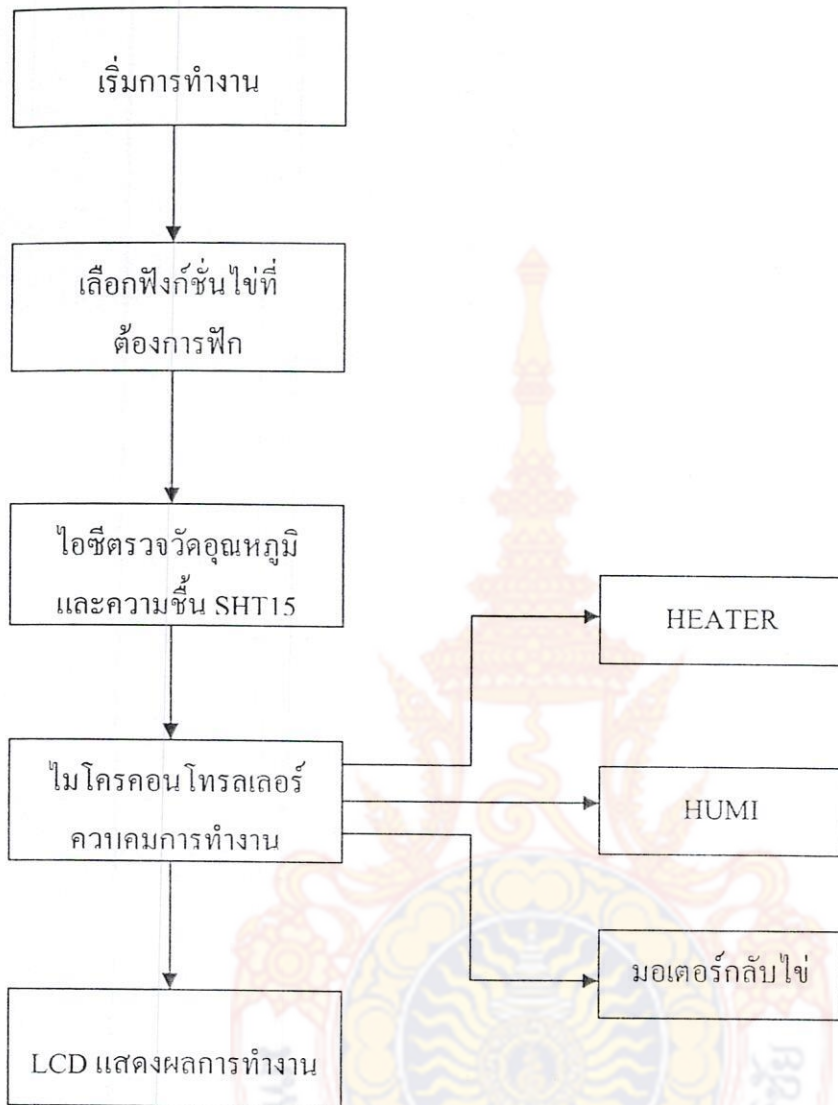 เริ่มการทำงาน
เลือกฟังก์ชั่นไข่ที่
ต้องการฟัก
ไอซีตรวจวัดอุณหภูมิ
และความชื้น SHT15
ไมโครคอนโทรลเลอร์
ควบคุมการทำงาน
LCD แสดงผลการทำงาน
HEATER
HUMI
มอเตอร์กลับไข่